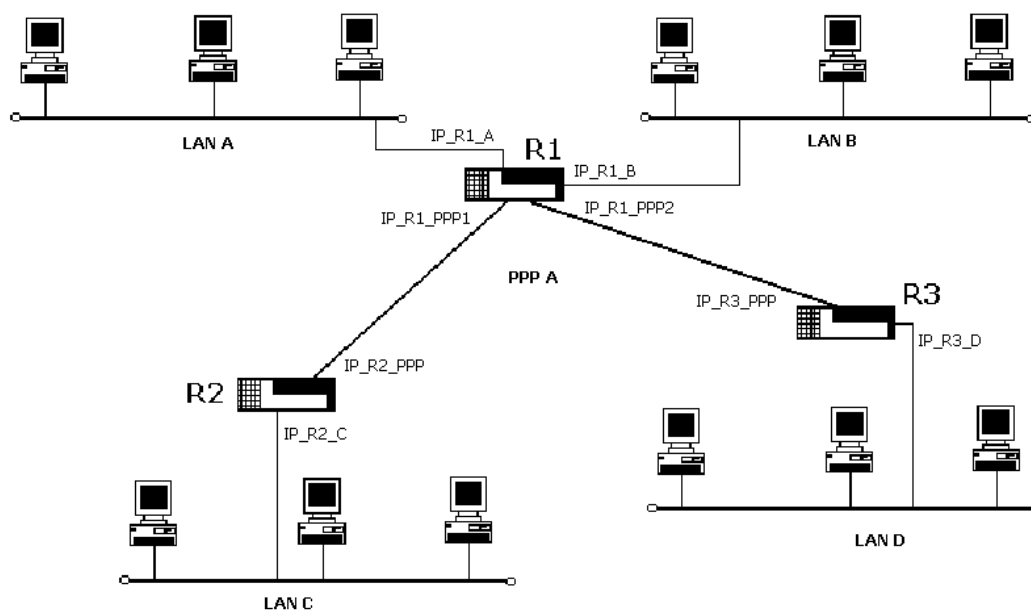 LAN A
LAN B
IP_R1_A
R1
IP_R1_B
IP_R1_PPP1
IP_R1_PPP2
PPP A
IP_R3_PPP
R3
IP_R3_D
IP_R2_PPP
R2
IP_R2_C
LAN D
LAN C